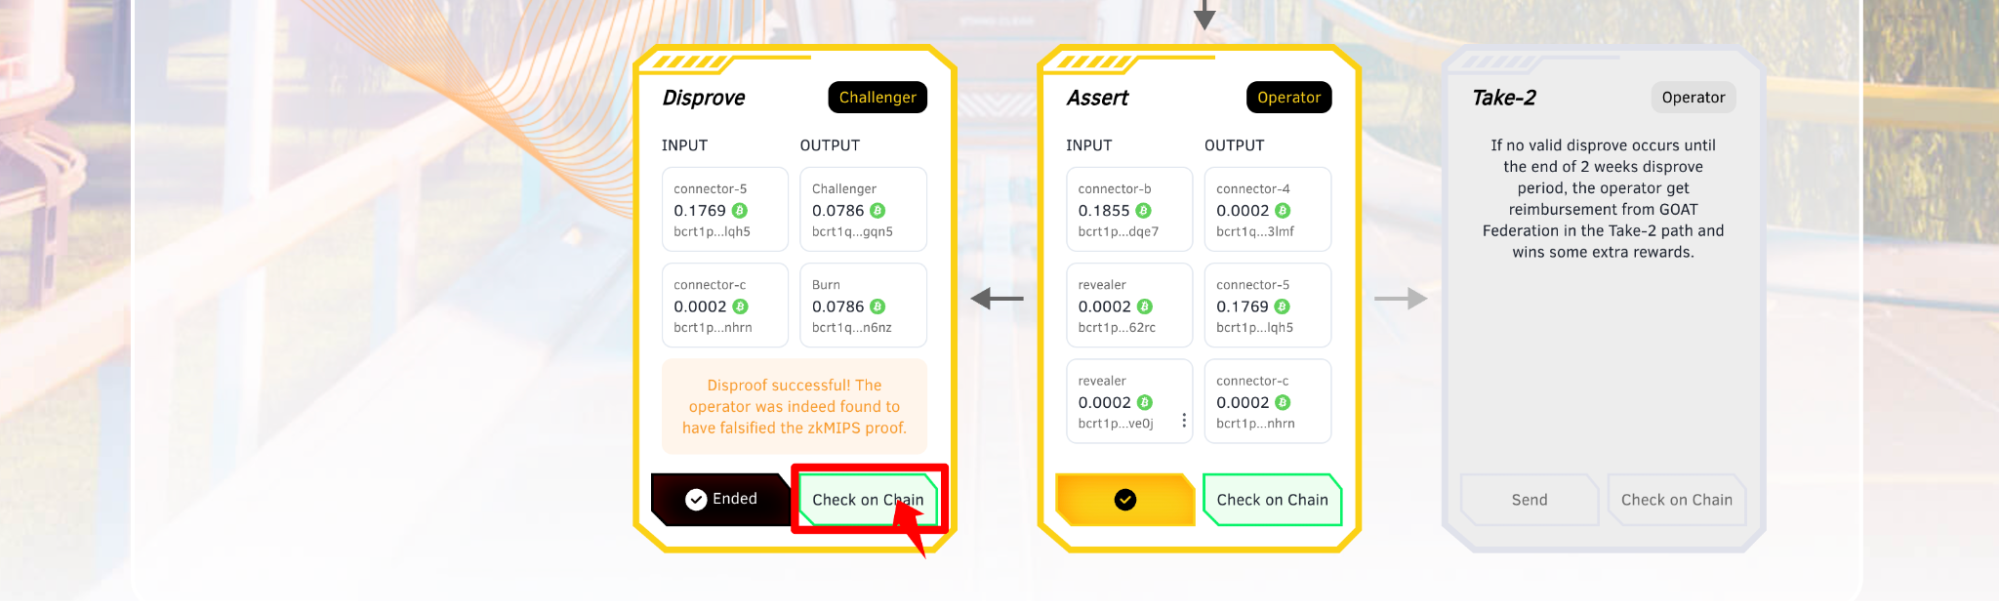 Disprove
Challenger
INPUT
OUTPUT
connector-5
0.1769
bcrt1p...lqh5
Challenger
0.0786
bcrt1q...gqn5
connector-c
0.0002
bcrt1p...nhrn
Burn
0.0786
bcrt1q...n6nz
Disproof successful! The
operator was indeed found to
have falsified the zkMIPS proof.
Ended
Check on Chain
Assert
Operator
INPUT
OUTPUT
connector-b
0.1855
bcrt1p...dqe7
connector-4
0.0002
bcrt1q...3lmf
revealer
0.0002
bcrt1p...62rc
connector-5
0.1769
bcrt1p...lqh5
revealer
0.0002
bcrt1p...ve0j
connector-c
0.0002
bcrt1p...nhrn
Check on Chain
Take-2
Operator
If no valid disprove occurs until
the end of 2 weeks disprove
period, the operator get
reimbursement from GOAT
Federation in the Take-2 path and
wins some extra rewards.
Send
Check on Chain